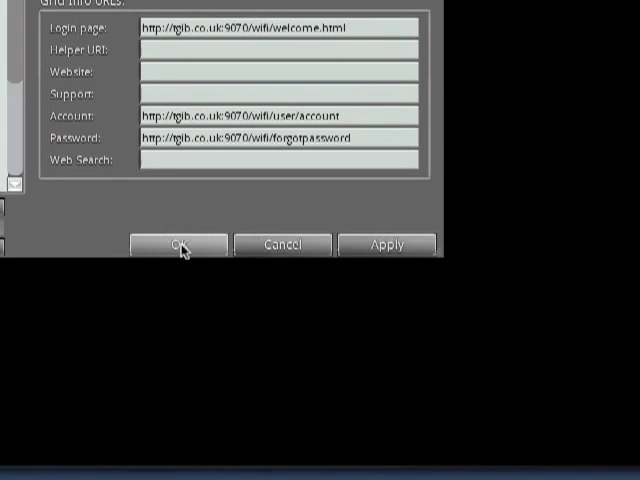 Grid Info URLs:
Login page: http://tgib.co.uk:9070/wifi/welcome.html
Helper URI:
Website:
Support:
Account: http://tgib.co.uk:9070/wifi/user/account
Password: http://tgib.co.uk:9070/wifi/forgotpassword
Web Search:
OK Cancel Apply